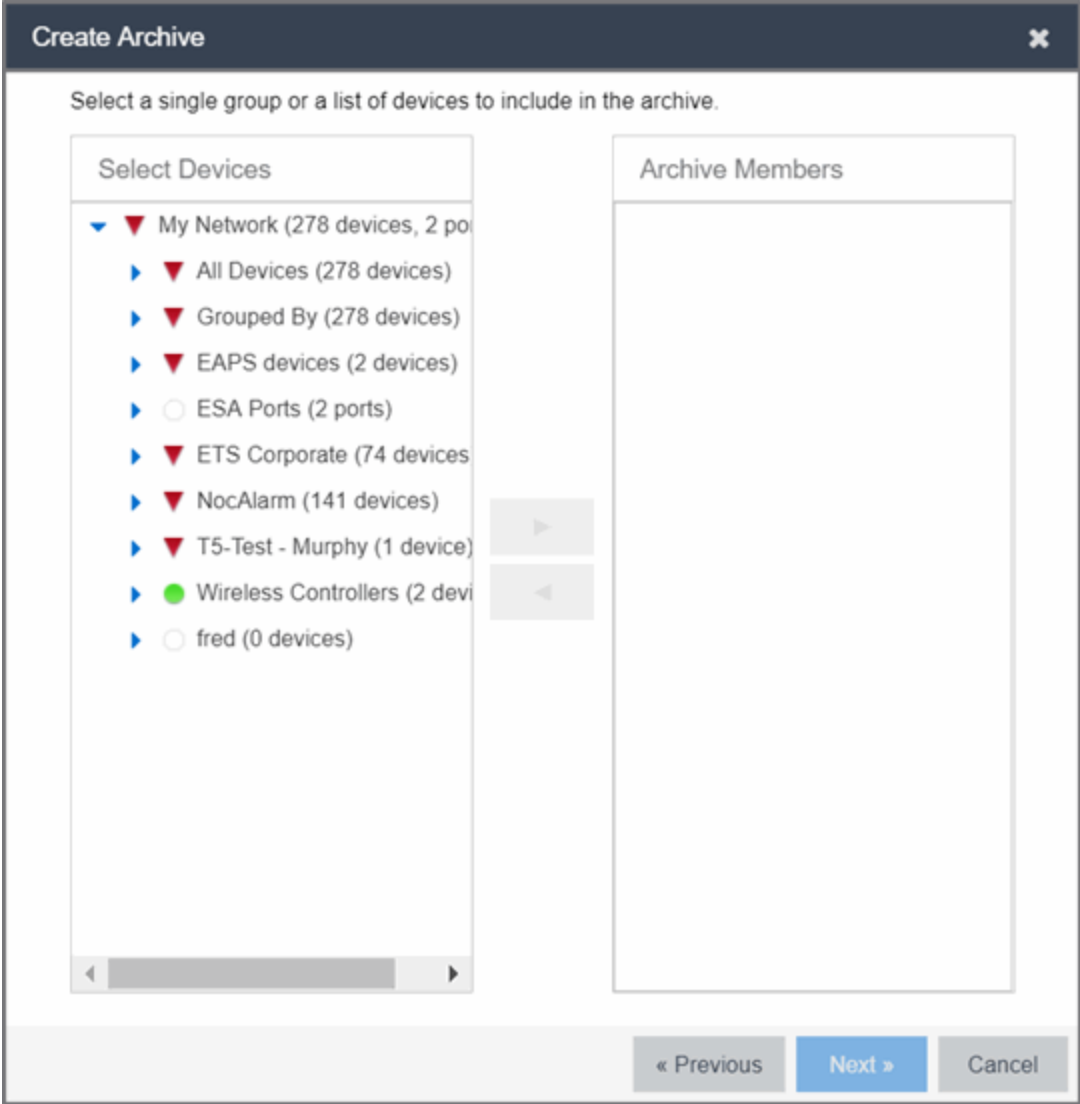 Create Archive
Select a single group or a list of devices to include in the archive.
Select Devices
Archive Members
My Network (278 devices, 2 po
All Devices (278 devices)
Grouped By (278 devices)
EAPS devices (2 devices)
ESA Ports (2 ports)
ETS Corporate (74 devices
NocAlarm (141 devices)
T5-Test - Murphy (1 device)
Wireless Controllers (2 devi
fred (0 devices)
« Previous
Next »
Cancel